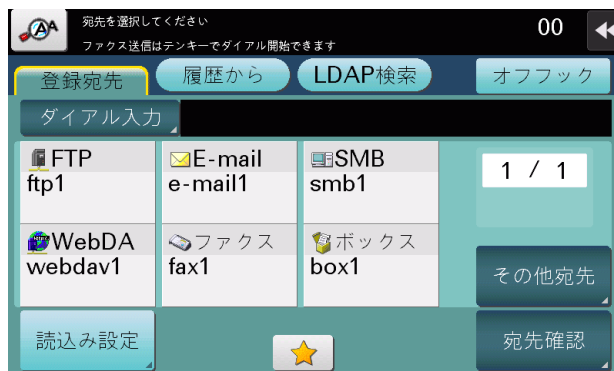 宛先を選択してください
ファクス送信はテンキーでダイアル開始できます
00
登録宛先
履歴から
LDAP検索
オフフック
ダイアル入力
FTP
ftp1
E-mail
e-mail1
SMB
smb1
1 / 1
WebDA
webdav1
ファクス
fax1
ボックス
box1
その他宛先
読込み設定
宛先確認